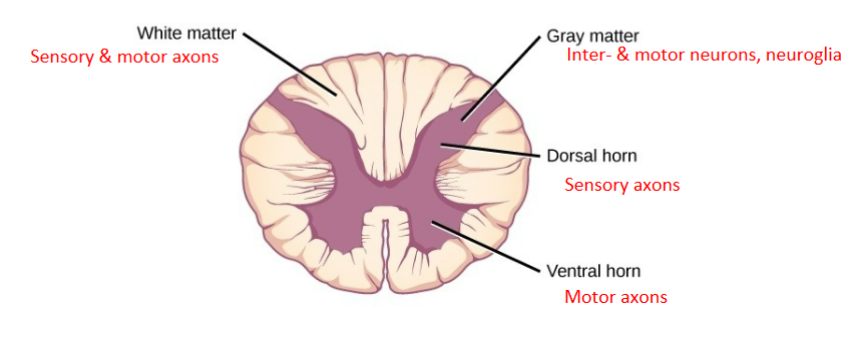 White matter
Sensory & motor axons
Gray matter
Inter- & motor neurons, neuroglia
Dorsal horn
Sensory axons
Ventral horn
Motor axons